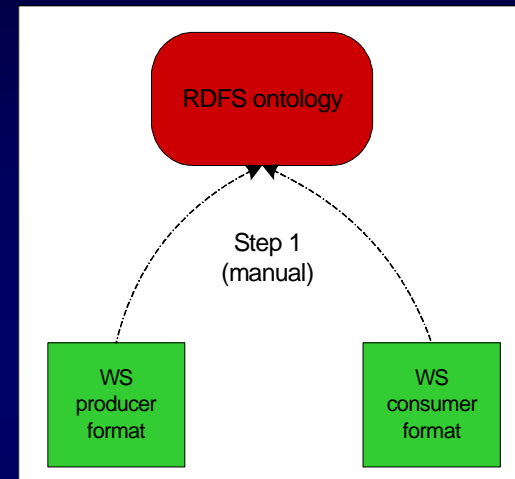 RDFS ontology
Step 1
(manual)
WS
producer
format
WS
consumer
format